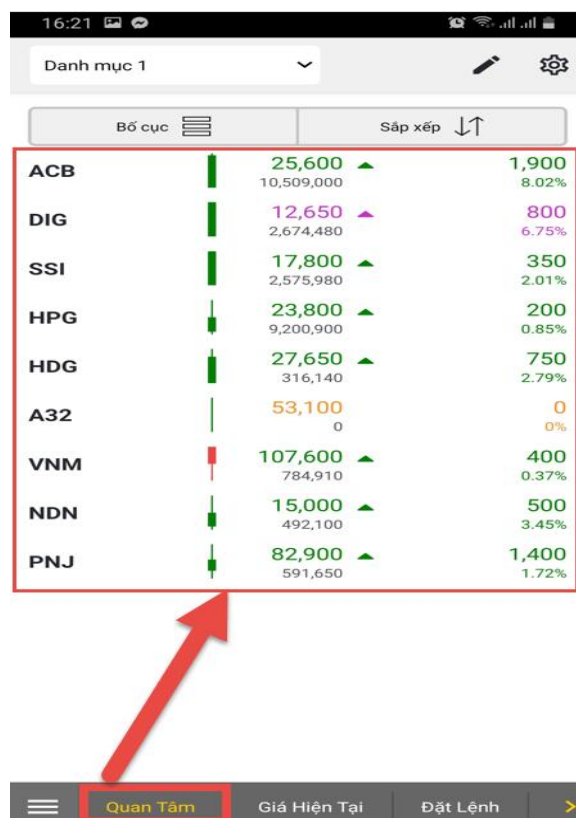 16:21
Danh mục 1
Bố cục Sắp xếp
ACB 25,600 1,900
10,509,000 8.02%
DIG 12,650 800
2,674,480 6.75%
SSI 17,800 350
2,575,980 2.01%
HPG 23,800 200
9,200,900 0.85%
HDG 27,650 750
316,140 2.79%
A32 53,100 0
0 0%
VNM 107,600 400
784,910 0.37%
NDN 15,000 500
492,100 3.45%
PNJ 82,900 1,400
591,650 1.72%
Quan Tâm Giá Hiện Tại Đặt Lệnh >